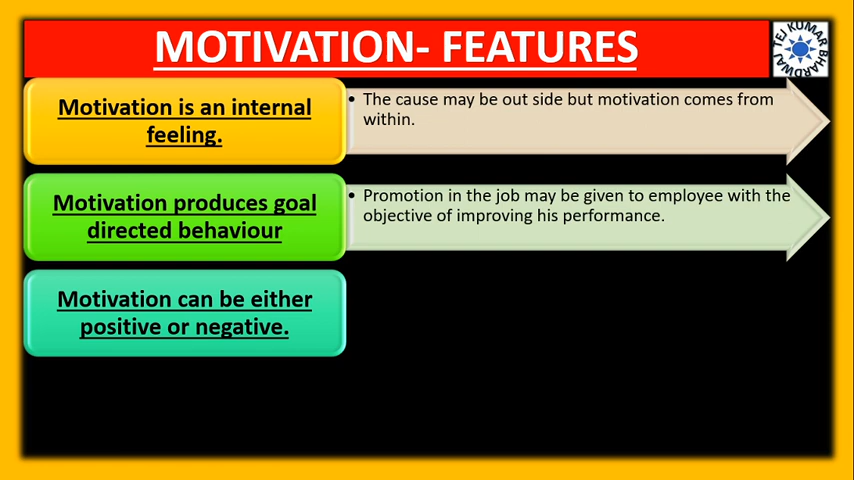 MOTIVATION- FEATURES
TEJ KUMAR BHARDWAJ
Motivation is an internal
feeling.
• The cause may be out side but motivation comes from
within.
Motivation produces goal
directed behaviour
• Promotion in the job may be given to employee with the
objective of improving his performance.
Motivation can be either
positive or negative.